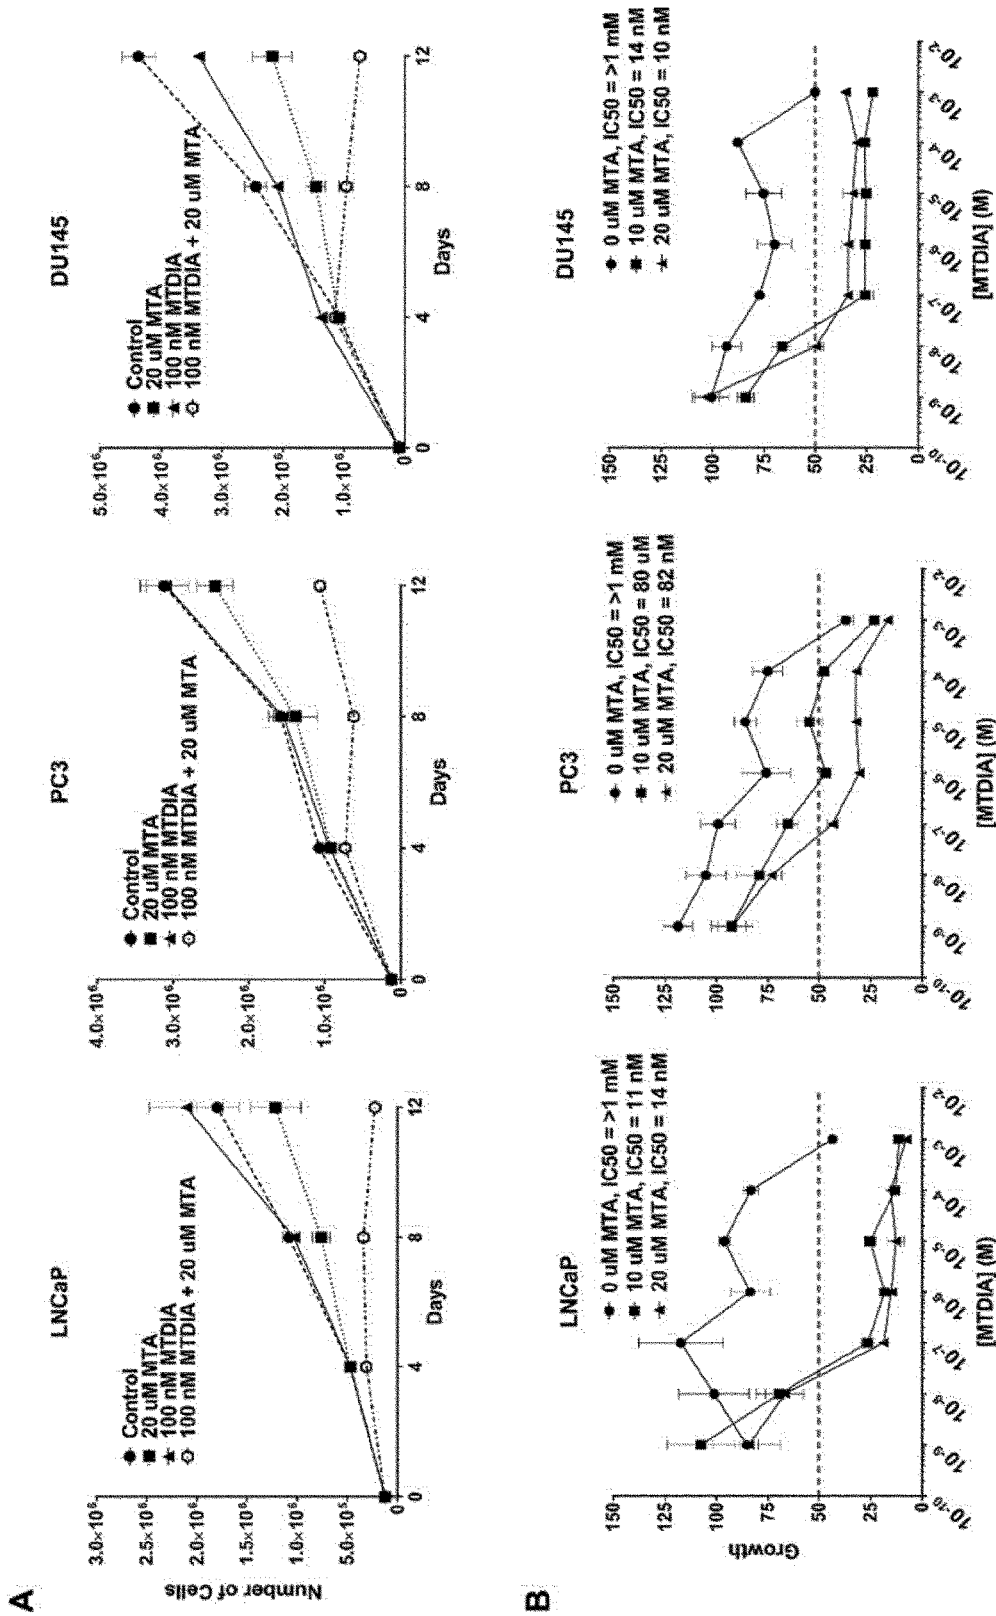 A
LNCaP
Number of Cells
3.0×10⁶
2.5×10⁶
2.0×10⁶
1.5×10⁶
1.0×10⁶
5.0×10⁵
0
Control
20 uM MTA
100 nM MTDIA
100 nM MTDIA + 20 uM MTA
0 4 8 12
Days
PC3
4.0×10⁶
3.0×10⁶
2.0×10⁶
1.0×10⁶
0
Control
20 uM MTA
100 nM MTDIA
100 nM MTDIA + 20 uM MTA
0 4 8 12
Days
DU145
5.0×10⁶
4.0×10⁶
3.0×10⁶
2.0×10⁶
1.0×10⁶
0
Control
20 uM MTA
100 nM MTDIA
100 nM MTDIA + 20 uM MTA
0 4 8 12
Days
B
LNCaP
Growth
150
100
75
50
25
0
0 uM MTA, IC50 = >1 mM
10 uM MTA, IC50 = 11 nM
20 uM MTA, IC50 = 14 nM
10⁻¹⁰ 10⁻⁹ 10⁻⁸ 10⁻⁷ 10⁻⁶ 10⁻⁵ 10⁻⁴ 10⁻³ 10⁻²
[MTDIA] (M)
PC3
150
100
75
50
25
0
0 uM MTA, IC50 = >1 mM
10 uM MTA, IC50 = 80 uM
20 uM MTA, IC50 = 82 nM
10⁻¹⁰ 10⁻⁹ 10⁻⁸ 10⁻⁷ 10⁻⁶ 10⁻⁵ 10⁻⁴ 10⁻³ 10⁻²
[MTDIA] (M)
DU145
150
100
75
50
25
0
0 uM MTA, IC50 = >1 mM
10 uM MTA, IC50 = 14 nM
20 uM MTA, IC50 = 10 nM
10⁻¹⁰ 10⁻⁹ 10⁻⁸ 10⁻⁷ 10⁻⁶ 10⁻⁵ 10⁻⁴ 10⁻³ 10⁻²
[MTDIA] (M)